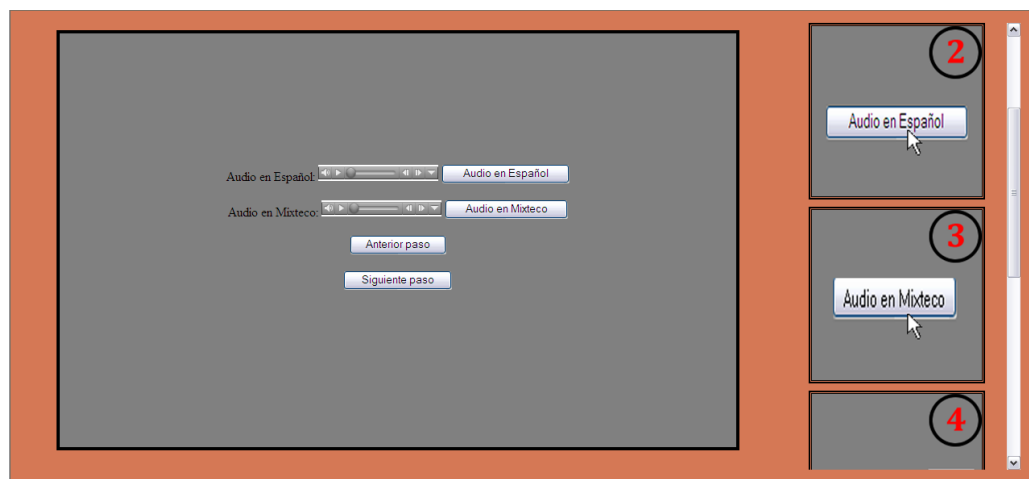 Audio en Español: Audio en Español
Audio en Mixteco: Audio en Mixteco
Anterior paso
Siguiente paso
2
Audio en Español
3
Audio en Mixteco
4